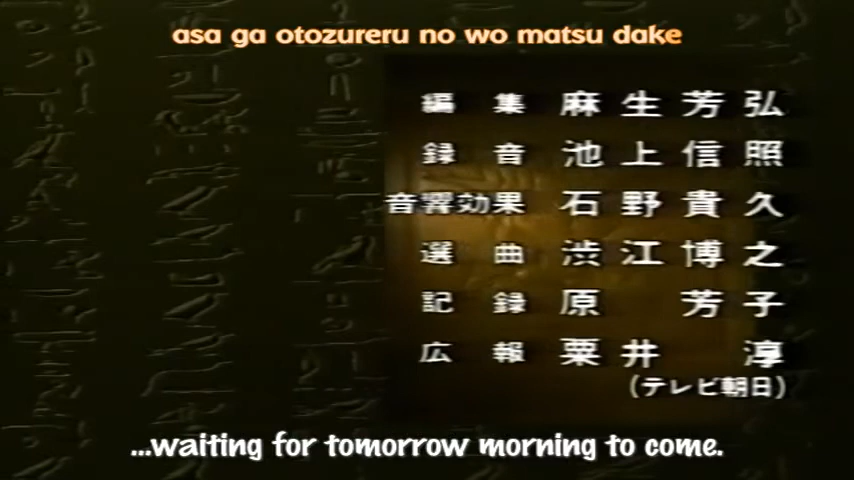 asa ga otozureru no wo matsu dake
編集 麻生芳弘
録音 池上信照
音響効果 石野貴久
選曲 渋江博之
記録 原 芳子
広報 粟井 淳
(テレビ朝日)
...waiting for tomorrow morning to come.